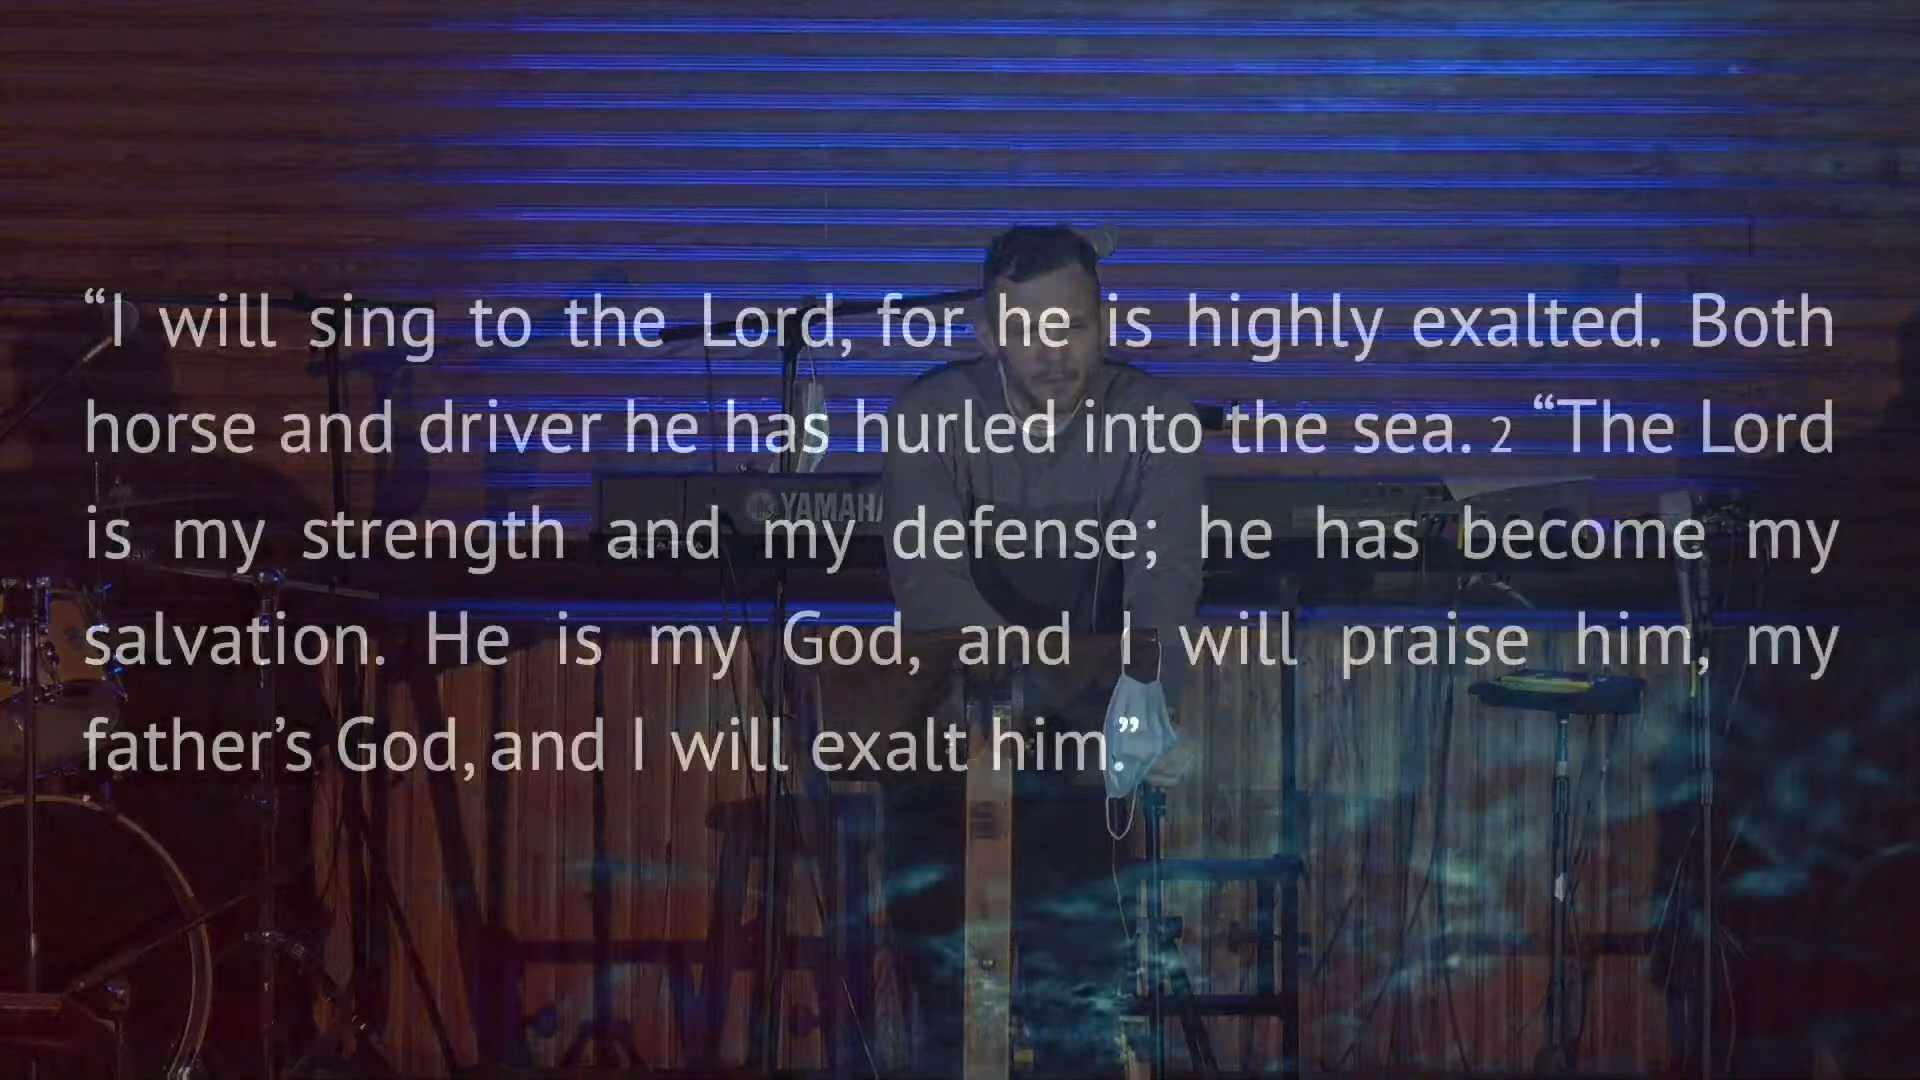 “I will sing to the Lord, for he is highly exalted. Both
horse and driver he has hurled into the sea. 2 “The Lord
is my strength and my defense; he has become my
salvation. He is my God, and I will praise him, my
father’s God, and I will exalt him.”
YAMAHA